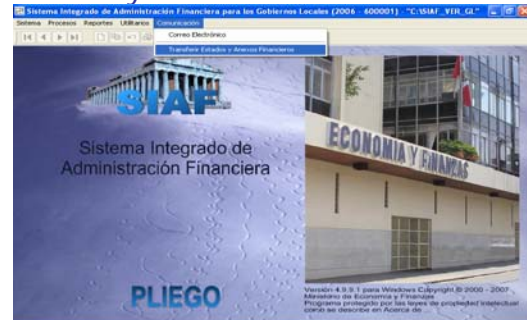 Sistema Integrado de Administración Financiera para los Gobiernos Locales (2006 - 600001) - "C:\SIAF_VER_GL"
Sistema Procesos Reportes Utilitarios Comunicación
Correo Electrónico
Transferir Estados y Anexos Financieros
SIAF
Sistema Integrado de
Administración Financiera
ECONOMIA Y FINANZAS
PLIEGO
Versión 4.9.9.1 para Windows Copyright © 2000 - 2007
Ministerio de Economía y Finanzas
Programa protegido por las leyes de propiedad intelectual
como se describe en Acerca de